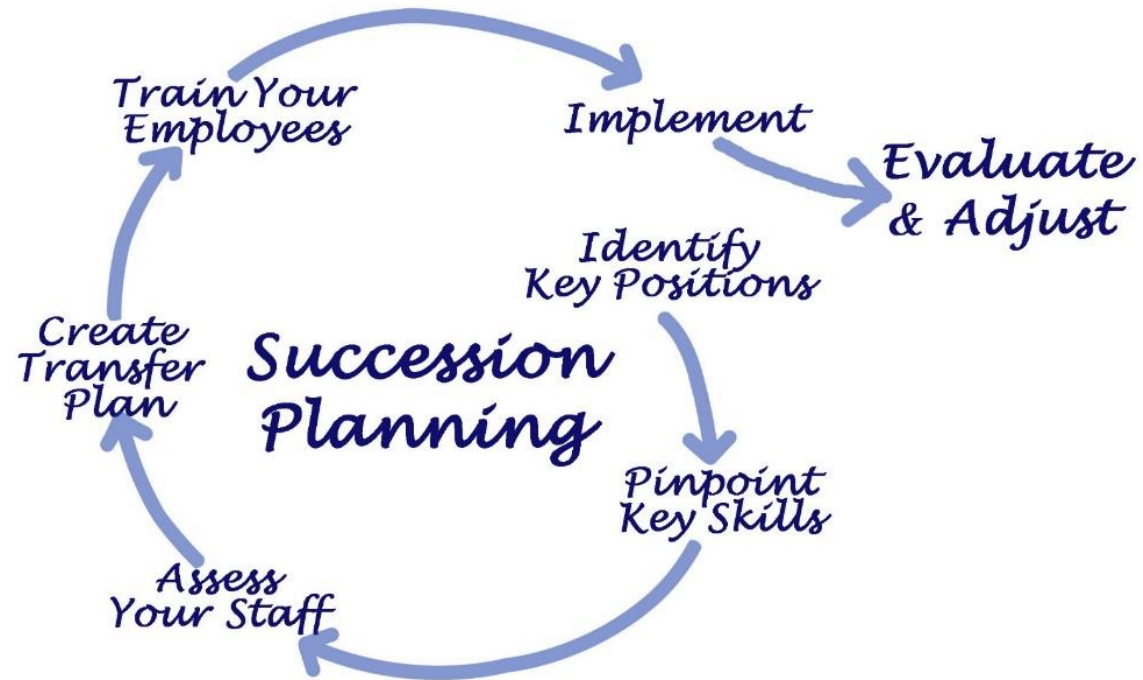 Succession
Planning
Identify
Key Positions
Pinpoint
Key Skills
Assess
Your Staff
Create
Transfer
Plan
Train Your
Employees
Implement
Evaluate
& Adjust